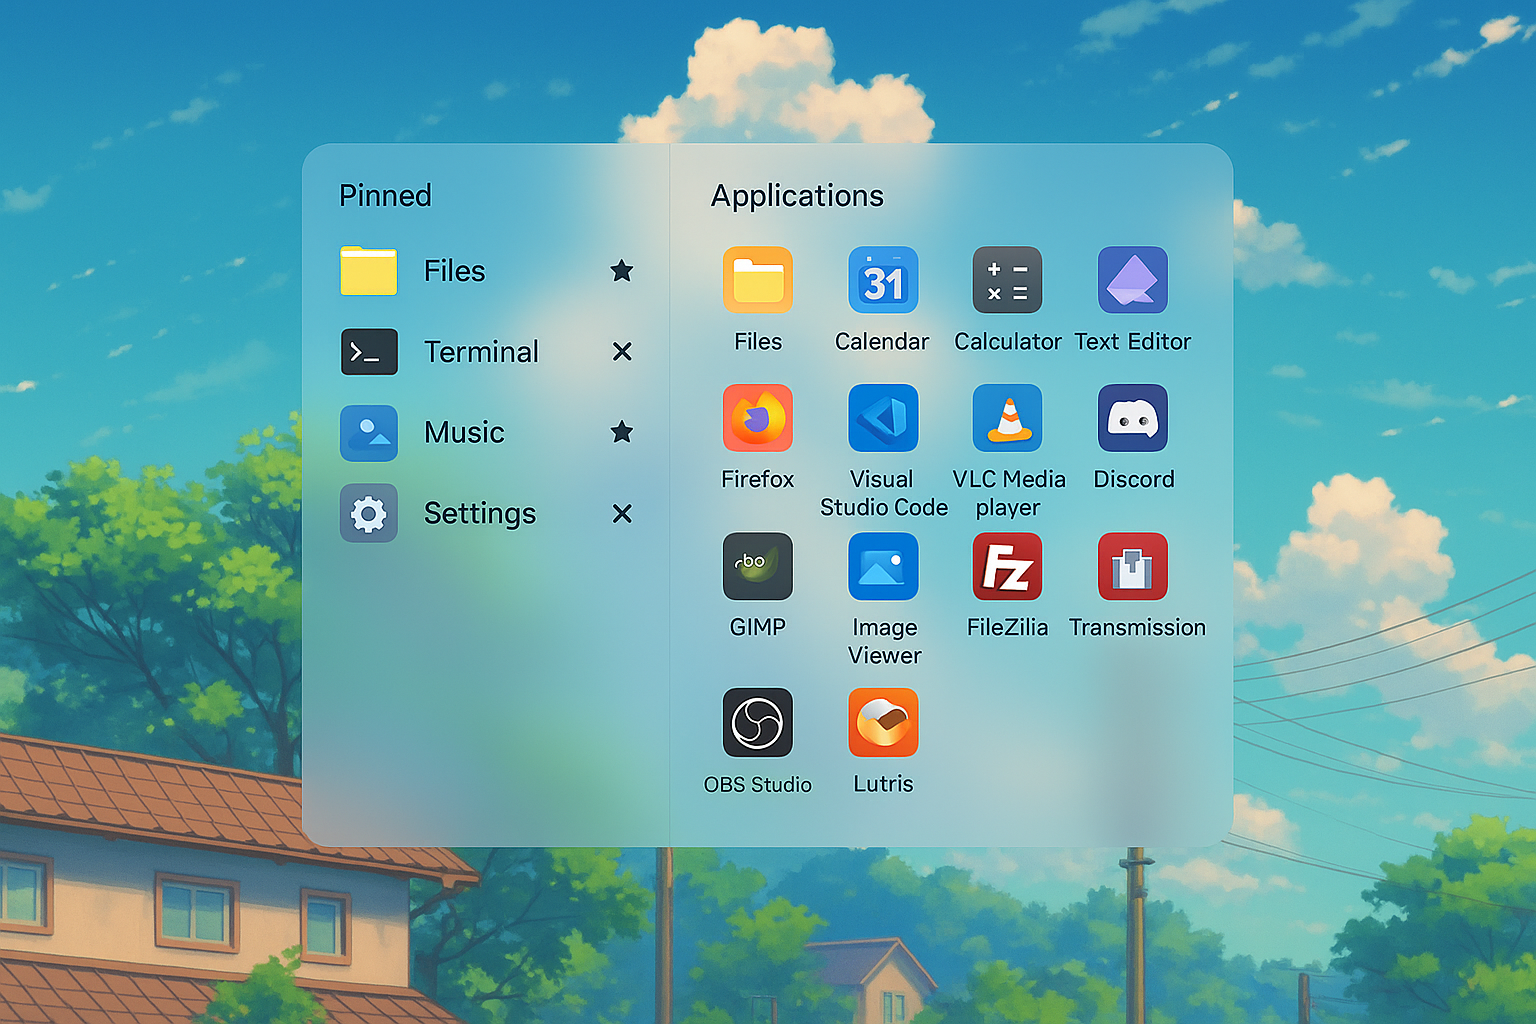 Pinned
Files
Terminal
Music
Settings
Applications
Files
31
Calendar
Calculator
Text Editor
Firefox
Visual
Studio Code
VLC Media
player
Discord
rbo
GIMP
Image
Viewer
FZ
FileZilia
Transmission
OBS Studio
Lutris